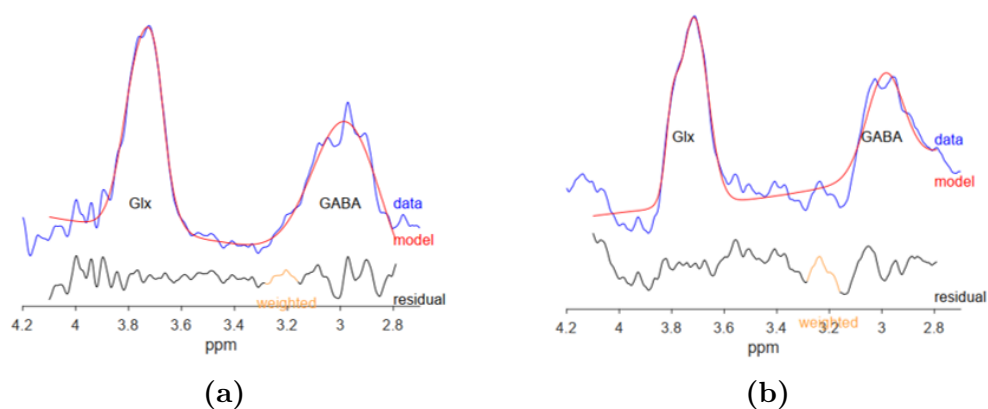 Glx
GABA
data
model
residual
weighted
4.2 4 3.8 3.6 3.4 3.2 3 2.8
ppm
(a)
Glx
GABA
data
model
residual
weighted
4.2 4 3.8 3.6 3.4 3.2 3 2.8
ppm
(b)